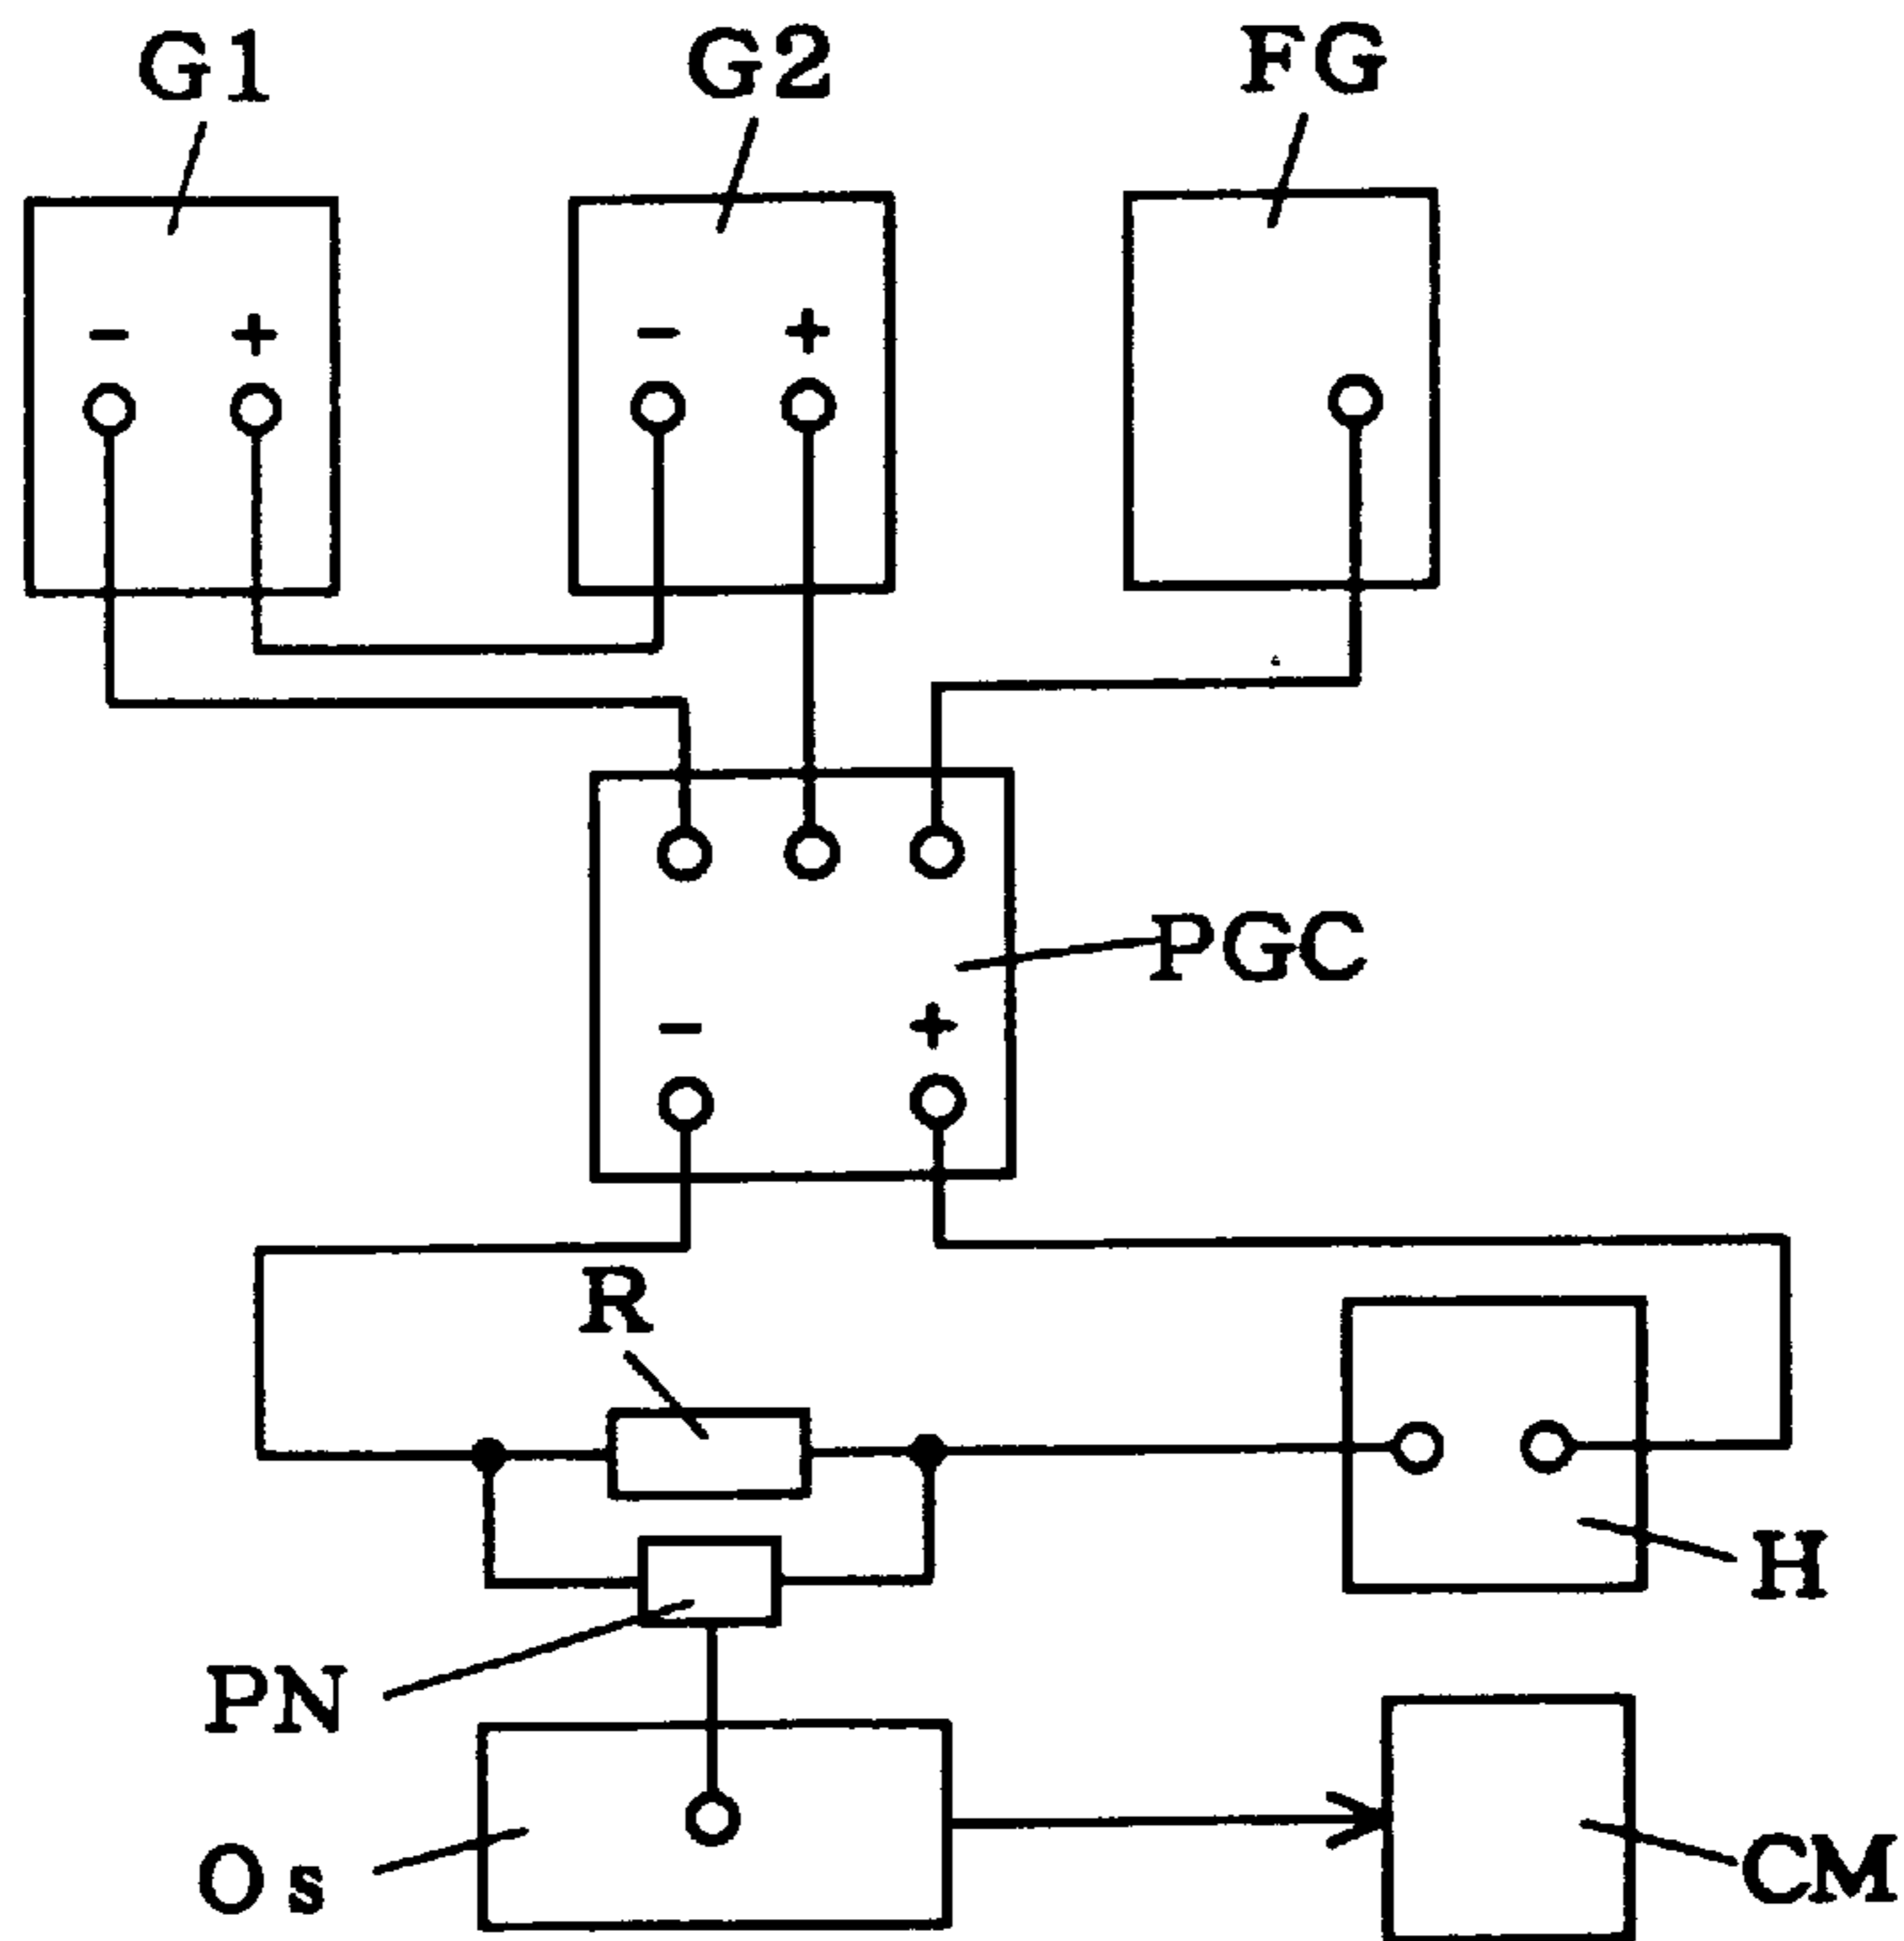 G1 G2 FG
- + - +
PGC
- +
R
H
PN
Os
CM